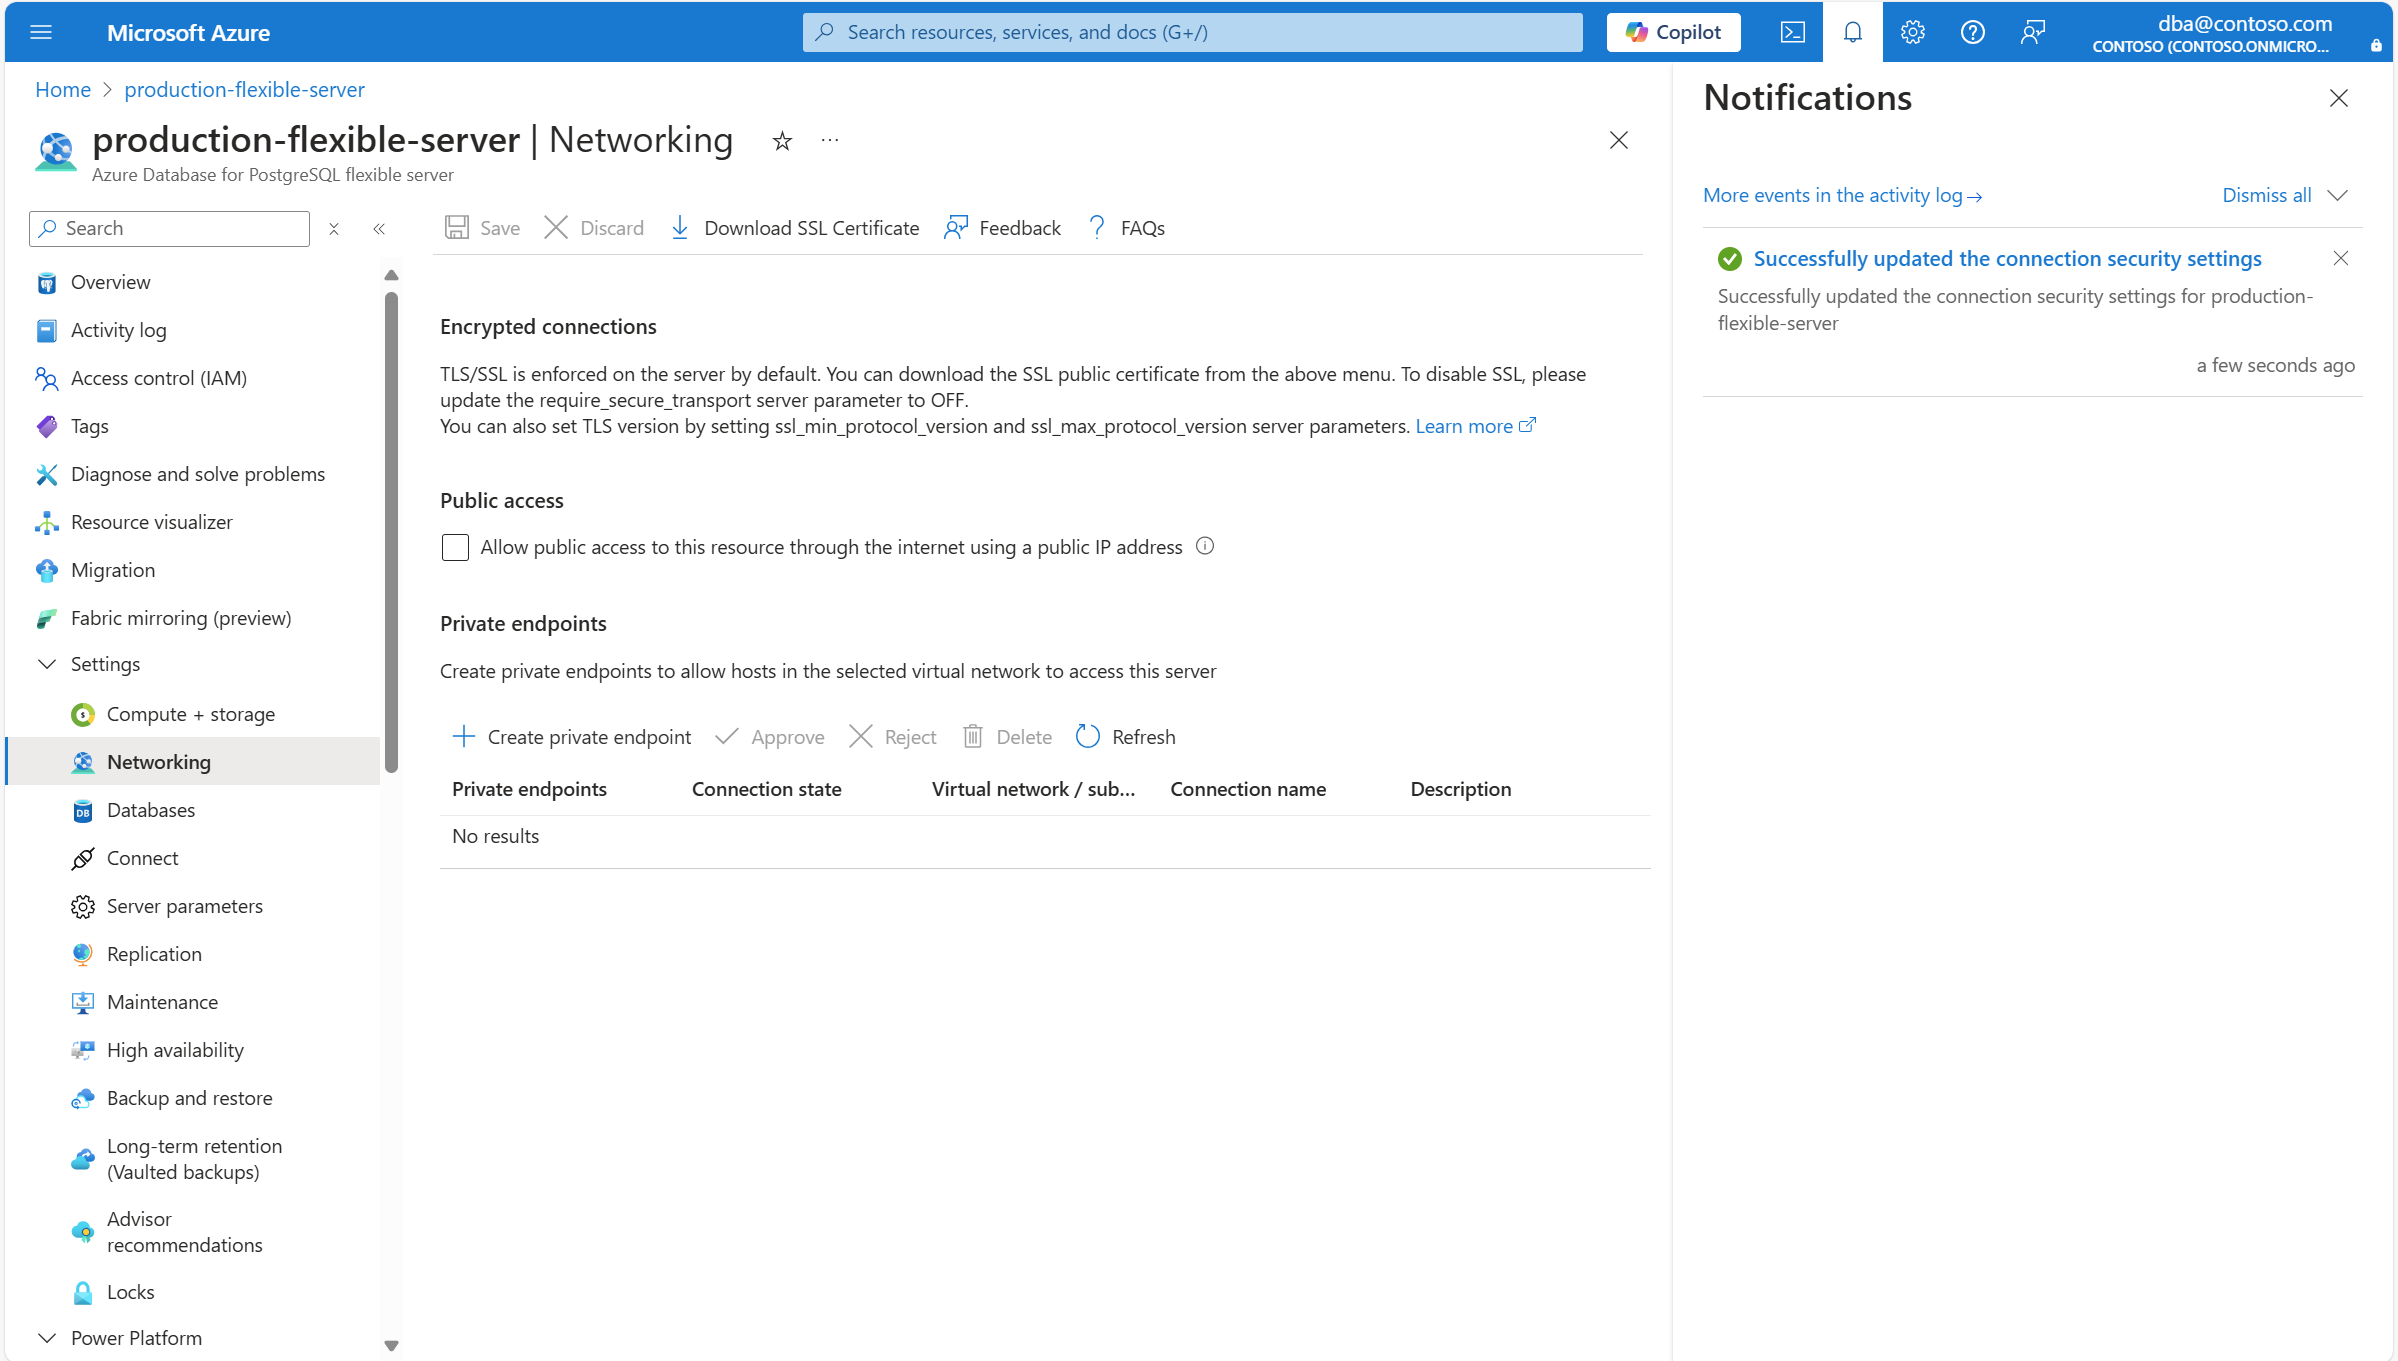 Microsoft Azure
Search resources, services, and docs (G+/)
Copilot
dba@contoso.com
CONTOSO (CONTOSO.ONMICRO...
Home > production-flexible-server
production-flexible-server | Networking
...
Azure Database for PostgreSQL flexible server
Search
Overview
Activity log
Access control (IAM)
Tags
Diagnose and solve problems
Resource visualizer
Migration
Fabric mirroring (preview)
Settings
Compute + storage
Networking
Databases
Connect
Server parameters
Replication
Maintenance
High availability
Backup and restore
Long-term retention
(Vaulted backups)
Advisor
recommendations
Locks
Power Platform
Save
Discard
Download SSL Certificate
Feedback
FAQs
Encrypted connections
TLS/SSL is enforced on the server by default. You can download the SSL public certificate from the above menu. To disable SSL, please
update the require_secure_transport server parameter to OFF.
You can also set TLS version by setting ssl_min_protocol_version and ssl_max_protocol_version server parameters. Learn more
Public access
Allow public access to this resource through the internet using a public IP address
Private endpoints
Create private endpoints to allow hosts in the selected virtual network to access this server
Create private endpoint
Approve
Reject
Delete
Refresh
Private endpoints
Connection state
Virtual network / sub...
Connection name
Description
No results
Notifications
More events in the activity log→
Dismiss all
Successfully updated the connection security settings
Successfully updated the connection security settings for production-
flexible-server
a few seconds ago